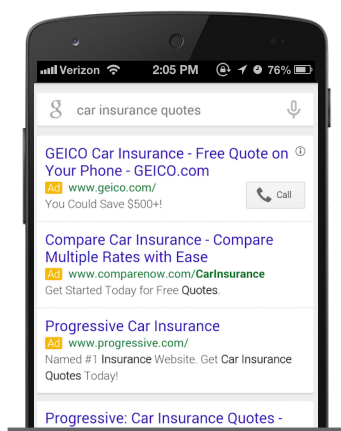 Verizon 2:05 PM 76%
g car insurance quotes
GEICO Car Insurance - Free Quote on
Your Phone - GEICO.com
Ad www.geico.com/
You Could Save $500+!
Call
Compare Car Insurance - Compare
Multiple Rates with Ease
Ad www.comparenow.com/CarInsurance
Get Started Today for Free Quotes.
Progressive Car Insurance
Ad www.progressive.com/
Named #1 Insurance Website. Get Car Insurance
Quotes Today!
Progressive: Car Insurance Quotes -